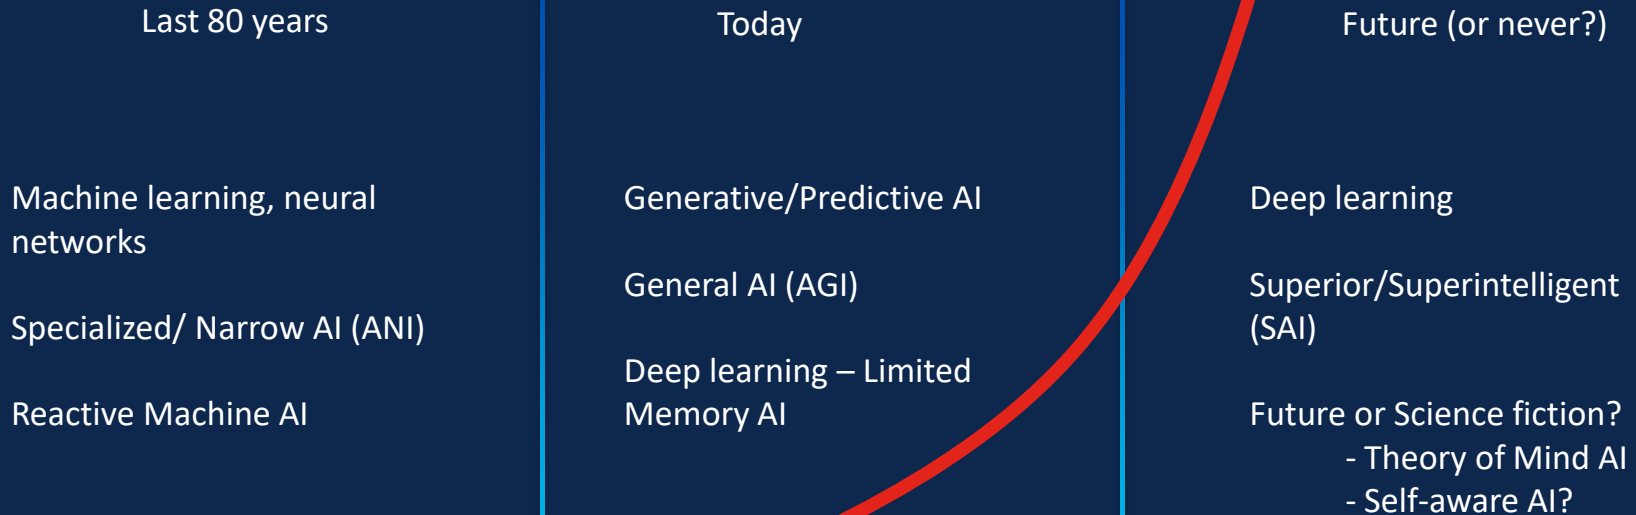 Last 80 years
Machine learning, neural
networks
Specialized/ Narrow AI (ANI)
Reactive Machine AI
Today
Generative/Predictive AI
General AI (AGI)
Deep learning – Limited
Memory AI
Future (or never?)
Deep learning
Superior/Superintelligent
(SAI)
Future or Science fiction?
- Theory of Mind AI
- Self-aware AI?